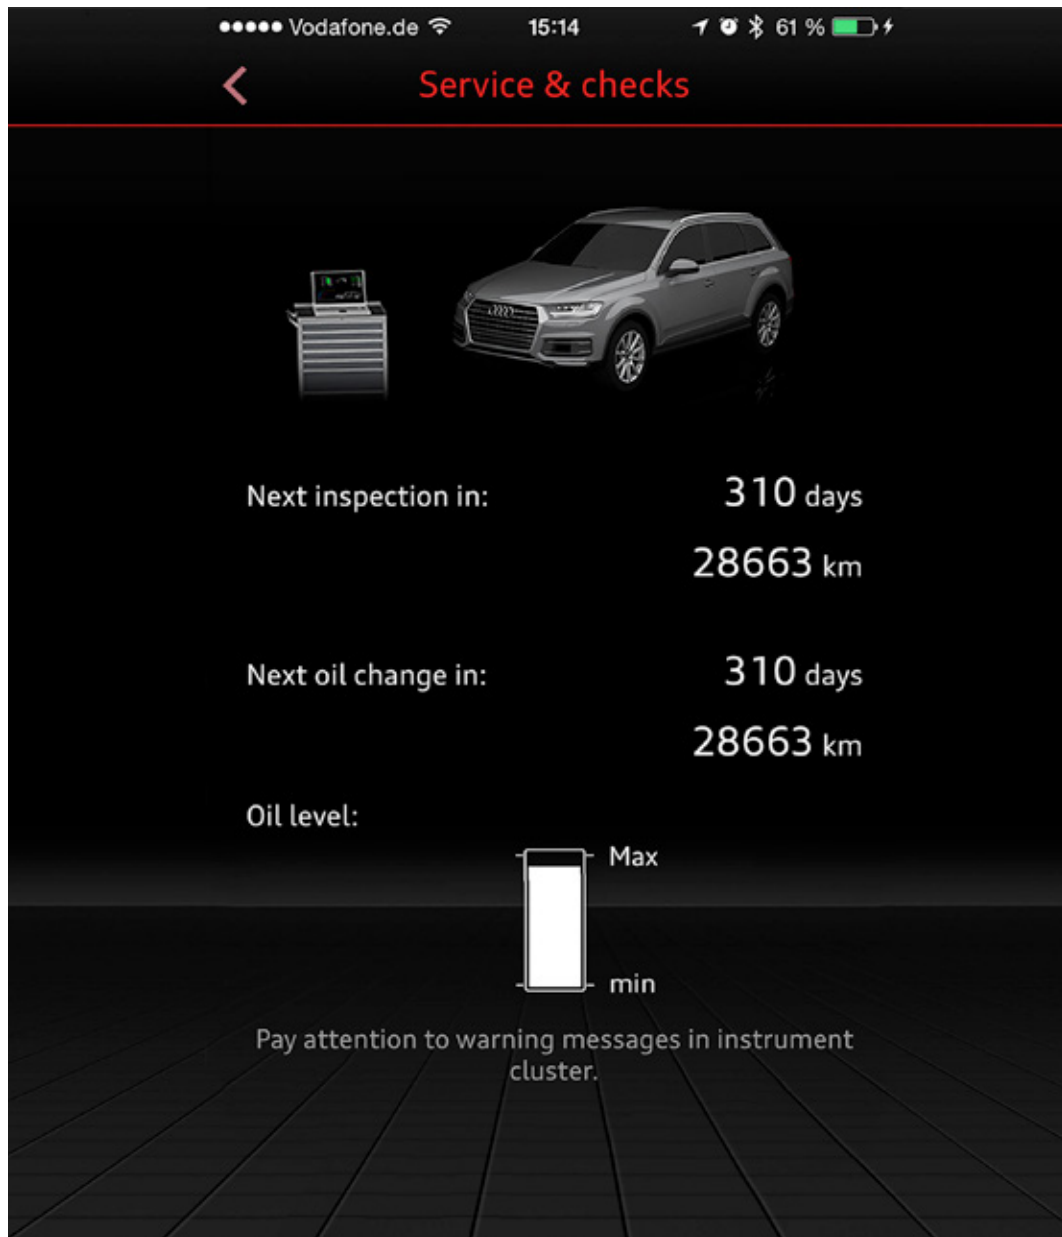 Vodafone.de 15:14 61 %
Service & checks
Next inspection in: 310 days
28663 km
Next oil change in: 310 days
28663 km
Oil level:
Max
min
Pay attention to warning messages in instrument
cluster.